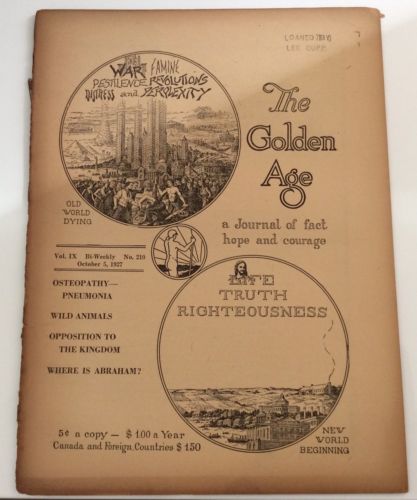 LOANED BY
LEE CUPP
WAR FAMINE
PESTILENCE REVOLUTIONS
DISTRESS and PERPLEXITY
The
Golden
Age
OLD
WORLD
DYING
a Journal of fact
hope and courage
Vol. IX Bi-Weekly No. 210
October 5, 1927
OSTEOPATHY—
PNEUMONIA
WILD ANIMALS
OPPOSITION TO
THE KINGDOM
WHERE IS ABRAHAM?
LIFE
TRUTH
RIGHTEOUSNESS
5¢ a copy — $1.00 a Year
Canada and Foreign Countries $1.50
NEW
WORLD
BEGINNING